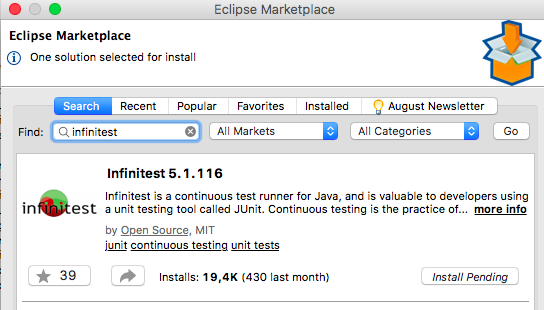 Eclipse Marketplace
Eclipse Marketplace
One solution selected for install
Search Recent Popular Favorites Installed August Newsletter
Find: infinitest All Markets All Categories Go
Infinitest 5.1.116
infinitest
Infinitest is a continuous test runner for Java, and is valuable to developers using
a unit testing tool called JUnit. Continuous testing is the practice of... more info
by Open Source, MIT
junit continuous testing unit tests
39 Installs: 19,4K (430 last month) Install Pending